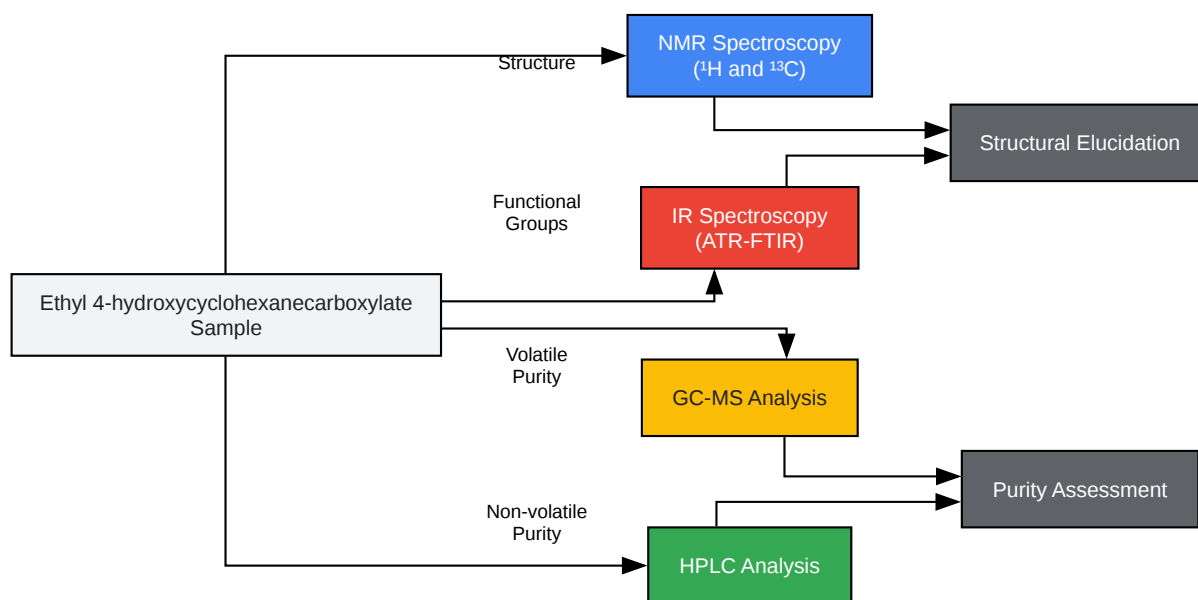 NMR Spectroscopy
(¹H and ¹³C)
Structure
Structural Elucidation
Functional
Groups
IR Spectroscopy
(ATR-FTIR)
Ethyl 4-hydroxycyclohexanecarboxylate
Sample
Volatile
Purity
GC-MS Analysis
Purity Assessment
Non-volatile
Purity
HPLC Analysis